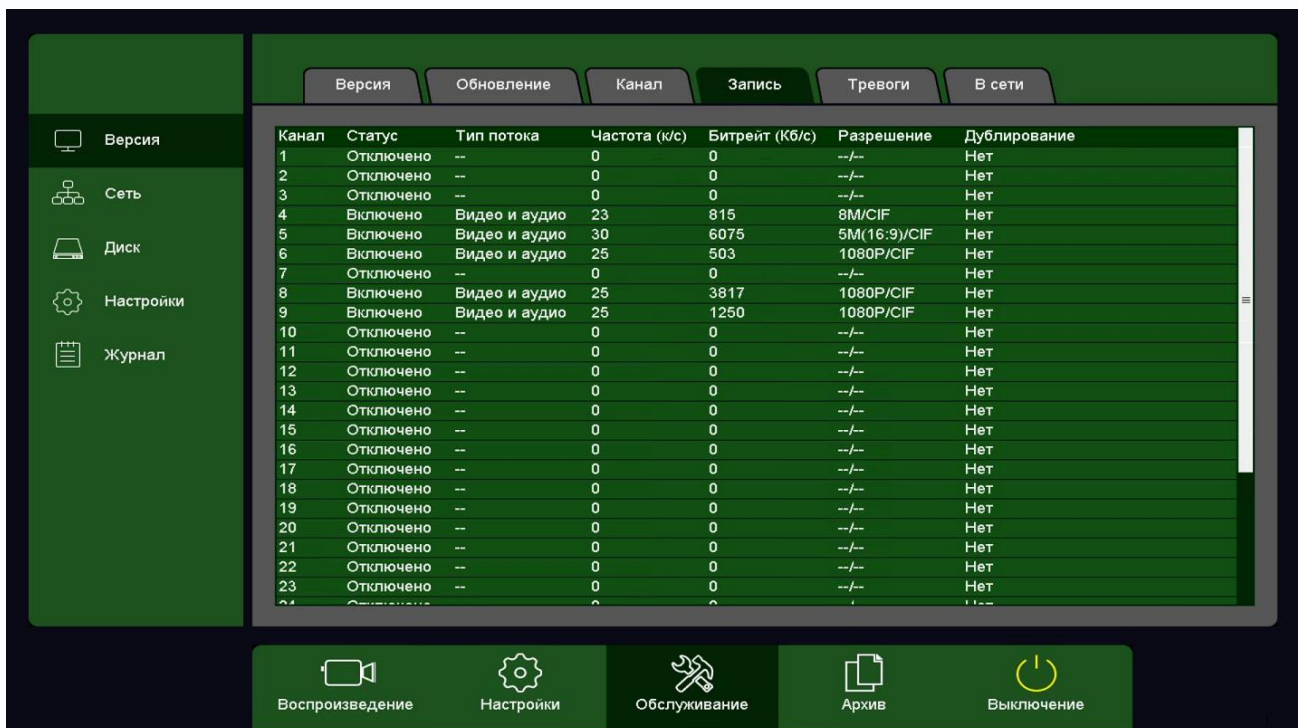 Версия Обновление Канал Запись Тревоги В сети
Версия
Сеть
Диск
Настройки
Журнал
Канал Статус Тип потока Частота (к/с) Битрейт (Кб/с) Разрешение Дублирование
1 Отключено -- 0 0 --/-- Нет
2 Отключено -- 0 0 --/-- Нет
3 Отключено -- 0 0 --/-- Нет
4 Включено Видео и аудио 23 815 8M/CIF Нет
5 Включено Видео и аудио 30 6075 5M(16:9)/CIF Нет
6 Включено Видео и аудио 25 503 1080P/CIF Нет
7 Отключено -- 0 0 --/-- Нет
8 Включено Видео и аудио 25 3817 1080P/CIF Нет
9 Включено Видео и аудио 25 1250 1080P/CIF Нет
10 Отключено -- 0 0 --/-- Нет
11 Отключено -- 0 0 --/-- Нет
12 Отключено -- 0 0 --/-- Нет
13 Отключено -- 0 0 --/-- Нет
14 Отключено -- 0 0 --/-- Нет
15 Отключено -- 0 0 --/-- Нет
16 Отключено -- 0 0 --/-- Нет
17 Отключено -- 0 0 --/-- Нет
18 Отключено -- 0 0 --/-- Нет
19 Отключено -- 0 0 --/-- Нет
20 Отключено -- 0 0 --/-- Нет
21 Отключено -- 0 0 --/-- Нет
22 Отключено -- 0 0 --/-- Нет
23 Отключено -- 0 0 --/-- Нет
Воспроизведение Настройки Обслуживание Архив Выключение